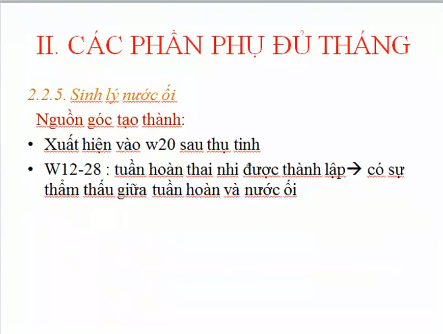 II. CÁC PHẦN PHỤ ĐỦ THÁNG
2.2.5. Sinh lý nước ối
Nguồn gốc tạo thành:
• Xuất hiện vào w20 sau thụ tinh
• W12-28 : tuần hoàn thai nhi được thành lập→ có sự
thẩm thấu giữa tuần hoàn và nước ối